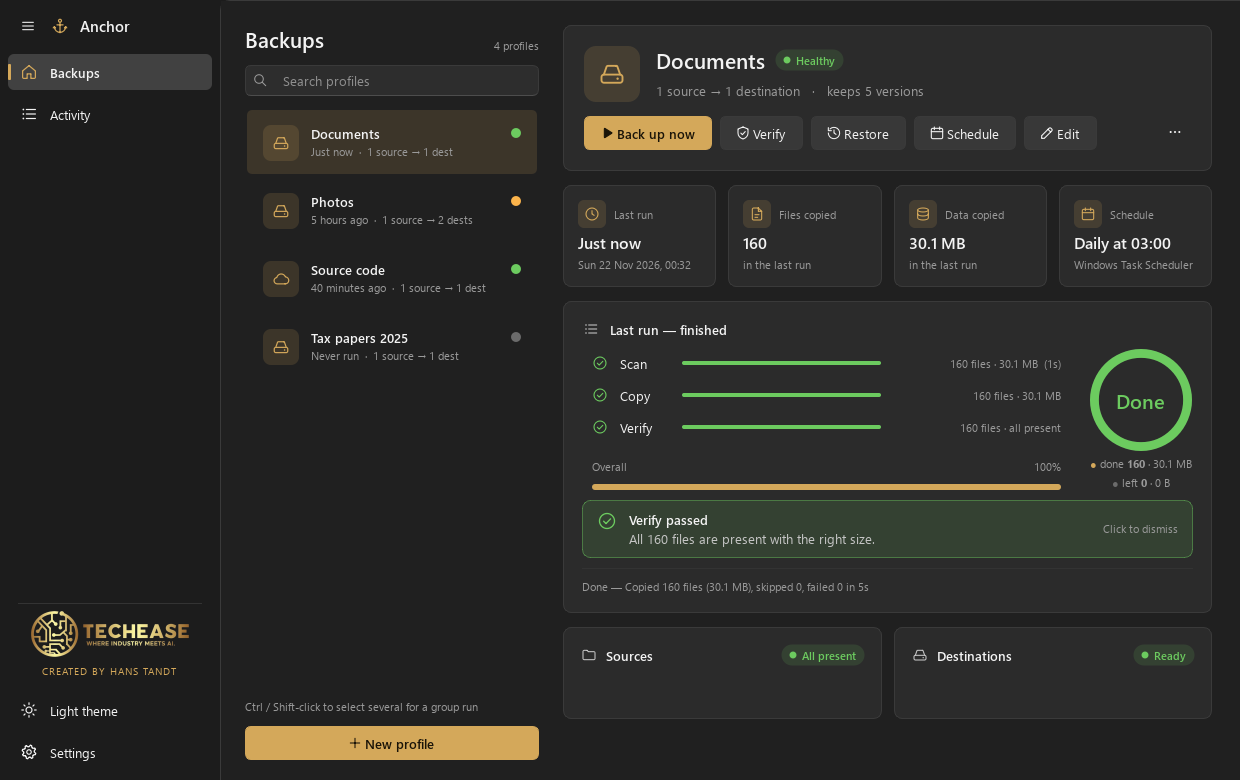 Anchor
Backups
Activity
TECHEASE
WHERE INDUSTRY MEETS AI.
CREATED BY HANS TANDT
Light theme
Settings
Backups
4 profiles
Search profiles
Documents
Just now · 1 source → 1 dest
Photos
5 hours ago · 1 source → 2 dests
Source code
40 minutes ago · 1 source → 1 dest
Tax papers 2025
Never run · 1 source → 1 dest
Ctrl / Shift-click to select several for a group run
+ New profile
Documents
Healthy
1 source → 1 destination · keeps 5 versions
Back up now
Verify
Restore
Schedule
Edit
···
Last run
Just now
Sun 22 Nov 2026, 00:32
Files copied
160
in the last run
Data copied
30.1 MB
in the last run
Schedule
Daily at 03:00
Windows Task Scheduler
Last run — finished
Scan
160 files · 30.1 MB (1s)
Copy
160 files · 30.1 MB
Verify
160 files · all present
Overall
100%
Done
● done 160 · 30.1 MB
● left 0 · 0 B
Verify passed
All 160 files are present with the right size.
Click to dismiss
Done — Copied 160 files (30.1 MB), skipped 0, failed 0 in 5s
Sources
All present
Destinations
Ready